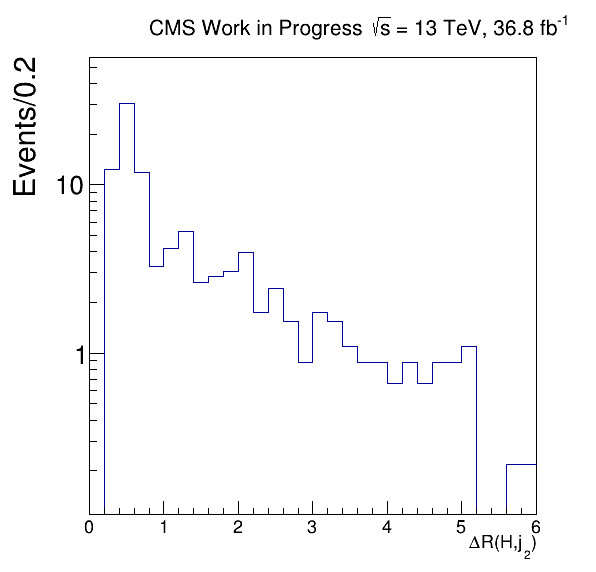 CMS Work in Progress √s = 13 TeV, 36.8 fb⁻¹
Events/0.2
10
1
0 1 2 3 4 5 6
ΔR(H,j₂)